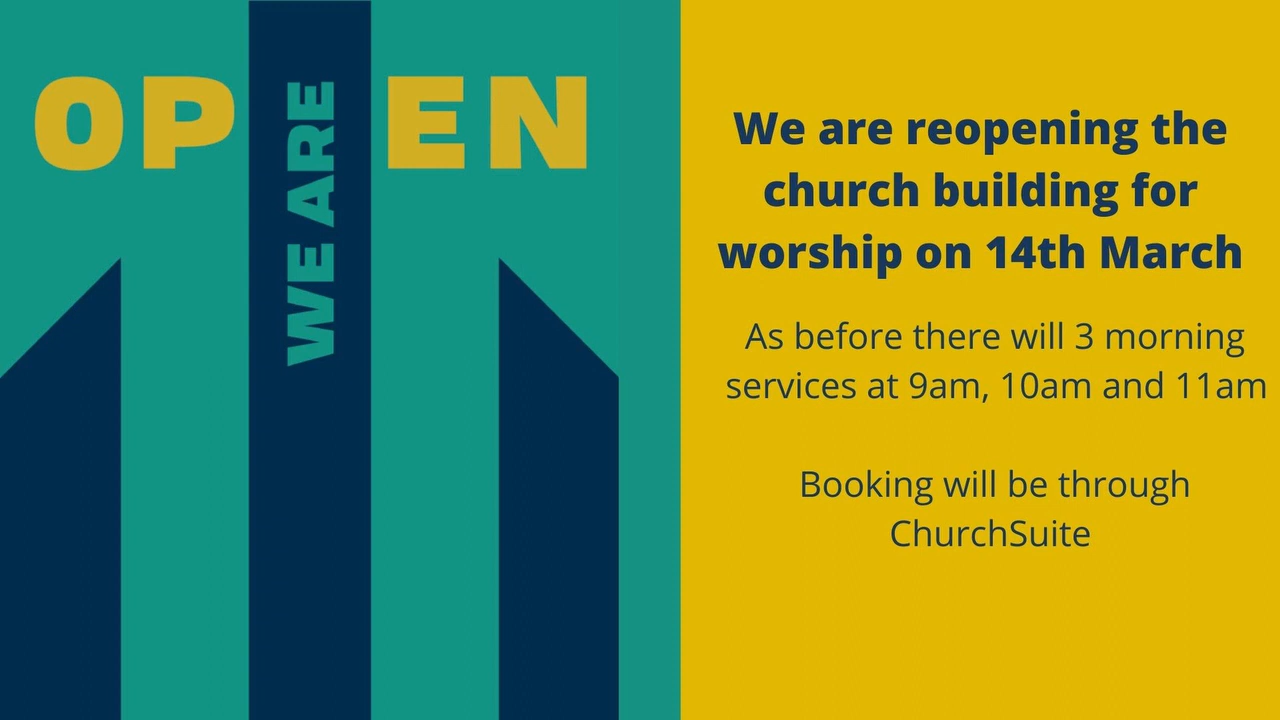 OPEN
WE ARE
We are reopening the
church building for
worship on 14th March
As before there will 3 morning
services at 9am, 10am and 11am
Booking will be through
ChurchSuite